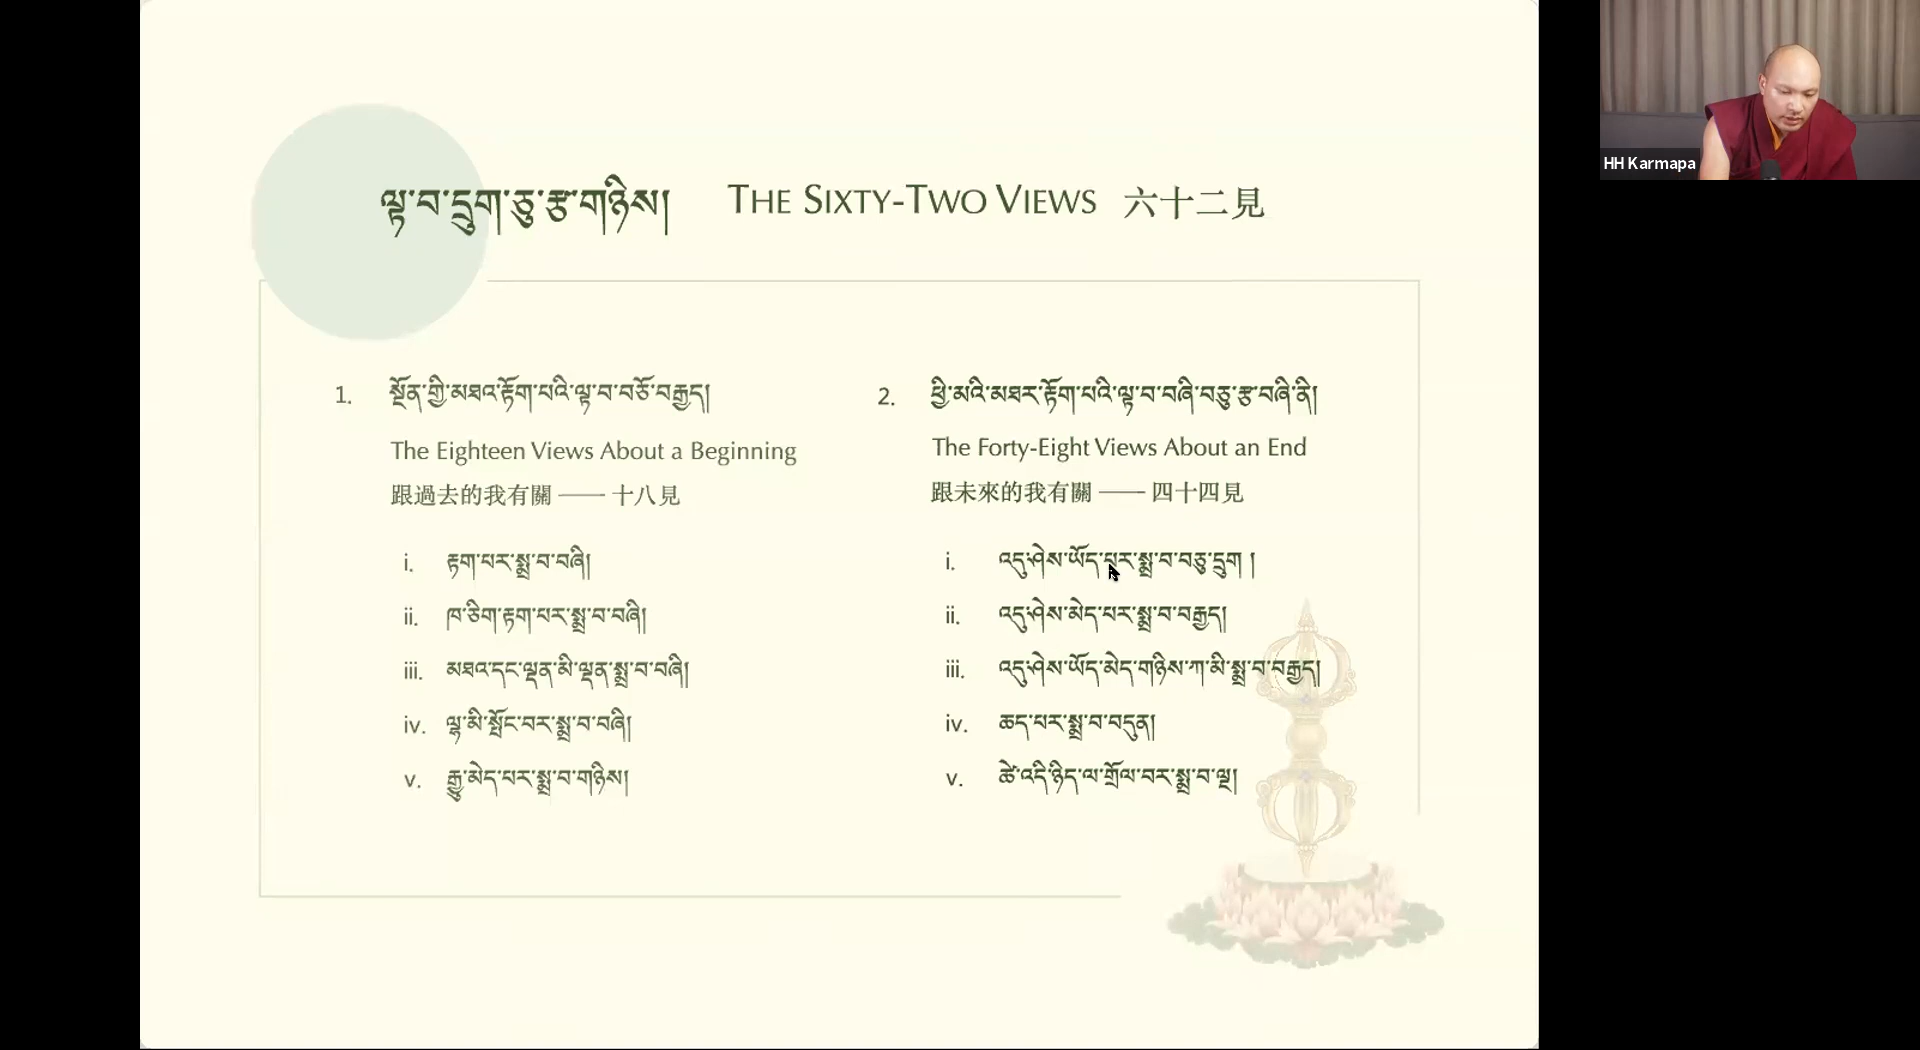 HH Karmapa
ལྟ་བ་དྲུག་ཅུ་རྩ་གཉིས། THE SIXTY-TWO VIEWS 六十二見
1. སྔོན་གྱི་མཐའ་རྟོག་པའི་ལྟ་བ་བཅོ་བརྒྱད།
The Eighteen Views About a Beginning
跟過去的我有關 —— 十八見
i. རྟག་པར་སྨྲ་བ་བཞི།
ii. ཁ་ཅིག་རྟག་པར་སྨྲ་བ་བཞི།
iii. མཐའ་དང་ལྡན་མི་ལྡན་སྨྲ་བ་བཞི།
iv. ལྷ་མི་སྤོང་བར་སྨྲ་བ་བཞི།
v. རྒྱུ་མེད་པར་སྨྲ་བ་གཉིས།
2. ཕྱི་མའི་མཐར་རྟོག་པའི་ལྟ་བ་བཞི་བཅུ་རྩ་བཞི་ནི།
The Forty-Eight Views About an End
跟未來的我有關 —— 四十四見
i. འདུ་ཤེས་ཡོད་པར་སྨྲ་བ་བཅུ་དྲུག །
ii. འདུ་ཤེས་མེད་པར་སྨྲ་བ་བརྒྱད།
iii. འདུ་ཤེས་ཡོད་མེད་གཉིས་ཀ་མི་སྨྲ་བ་བརྒྱད།
iv. ཆད་པར་སྨྲ་བ་བདུན།
v. ཚེ་འདི་ཉིད་ལ་གྲོལ་བར་སྨྲ་བ་ལྔ།